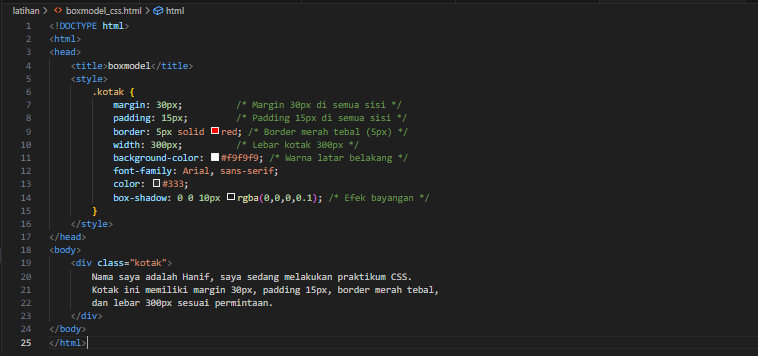 latihan > boxmodel_css.html > html
1 <!DOCTYPE html>
2 <html>
3 <head>
4 <title>boxmodel</title>
5 <style>
6 .kotak {
7 margin: 30px; /* Margin 30px di semua sisi */
8 padding: 15px; /* Padding 15px di semua sisi */
9 border: 5px solid red; /* Border merah tebal (5px) */
10 width: 300px; /* Lebar kotak 300px */
11 background-color: #f9f9f9; /* Warna latar belakang */
12 font-family: Arial, sans-serif;
13 color: #333;
14 box-shadow: 0 0 10px rgba(0,0,0,0.1); /* Efek bayangan */
15 }
16 </style>
17 </head>
18 <body>
19 <div class="kotak">
20 Nama saya adalah Hanif, saya sedang melakukan praktikum CSS.
21 Kotak ini memiliki margin 30px, padding 15px, border merah tebal,
22 dan lebar 300px sesuai permintaan.
23 </div>
24 </body>
25 </html>